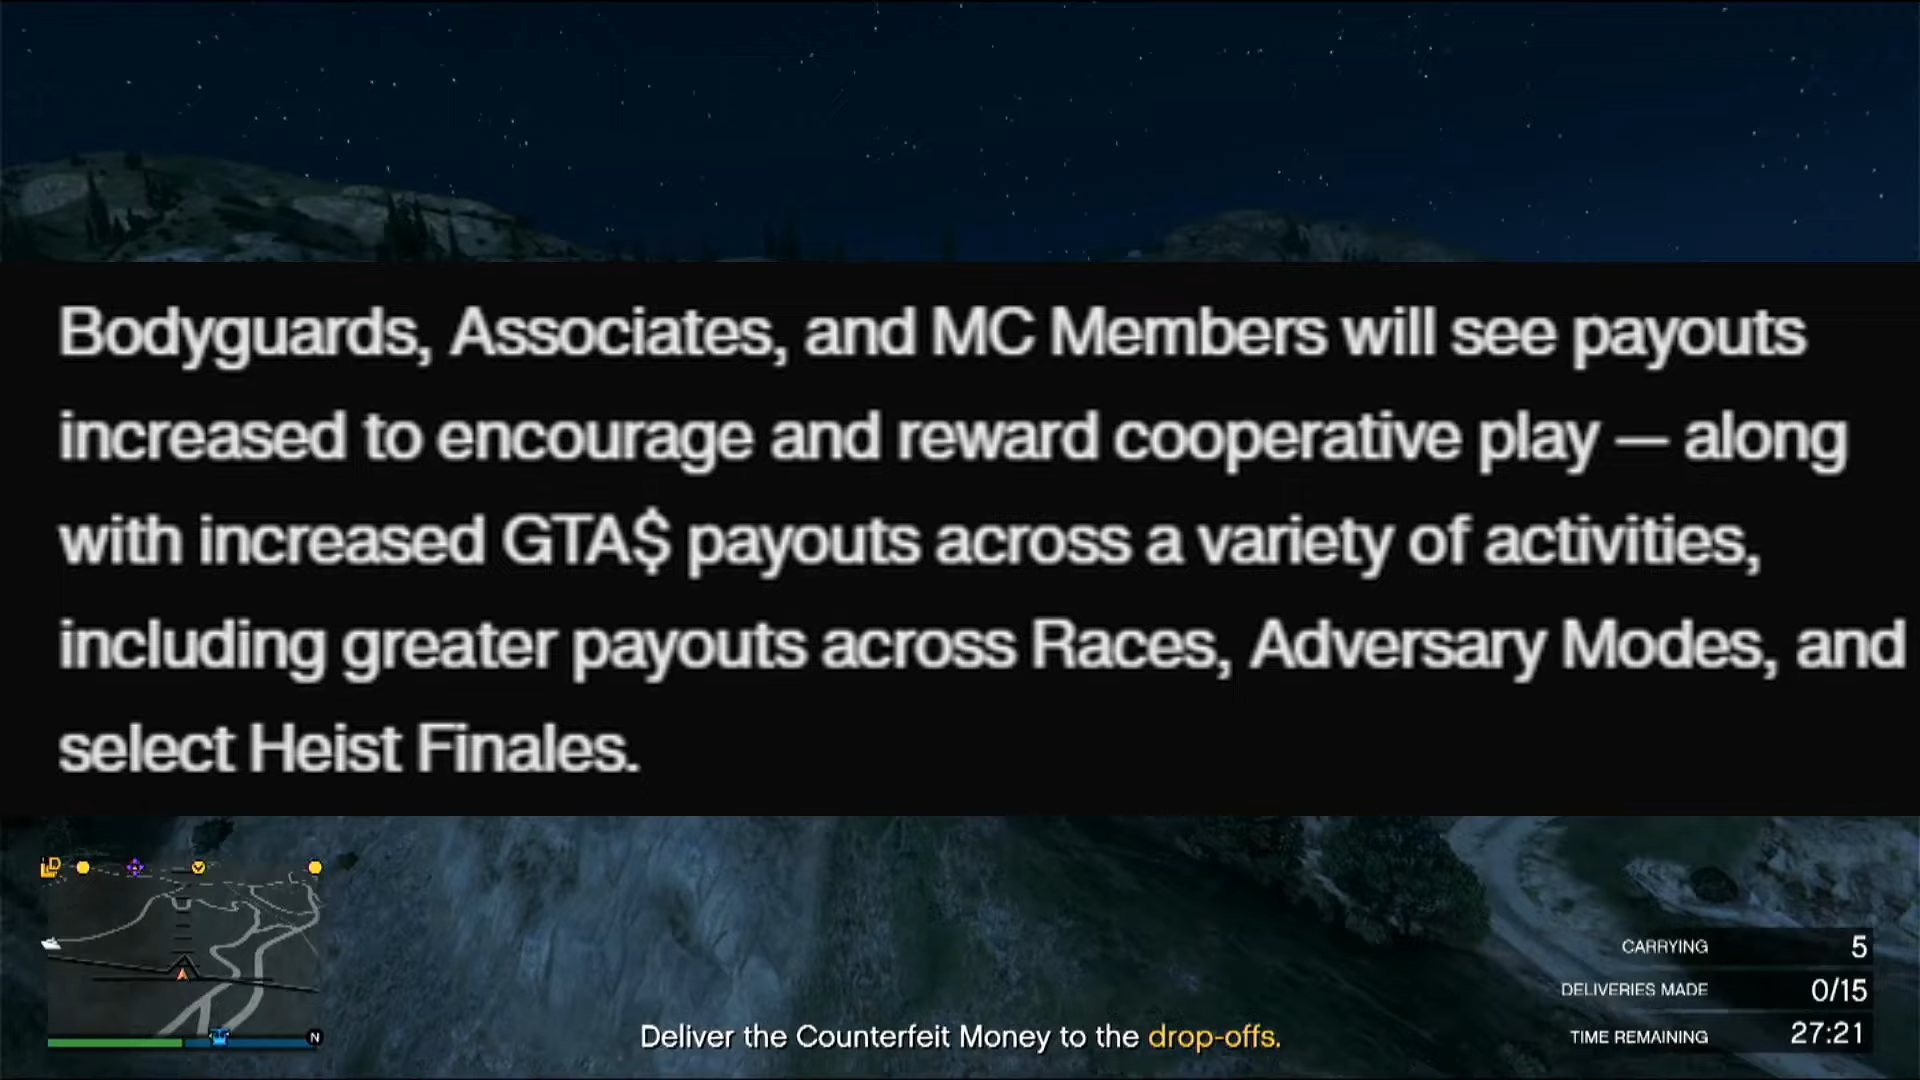 Bodyguards, Associates, and MC Members will see payouts
increased to encourage and reward cooperative play — along
with increased GTA$ payouts across a variety of activities,
including greater payouts across Races, Adversary Modes, and
select Heist Finales.
N
CARRYING 5
DELIVERIES MADE 0/15
TIME REMAINING 27:21
Deliver the Counterfeit Money to the drop-offs.